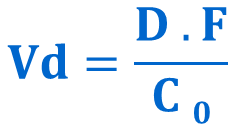 Vd = D . F / C 0